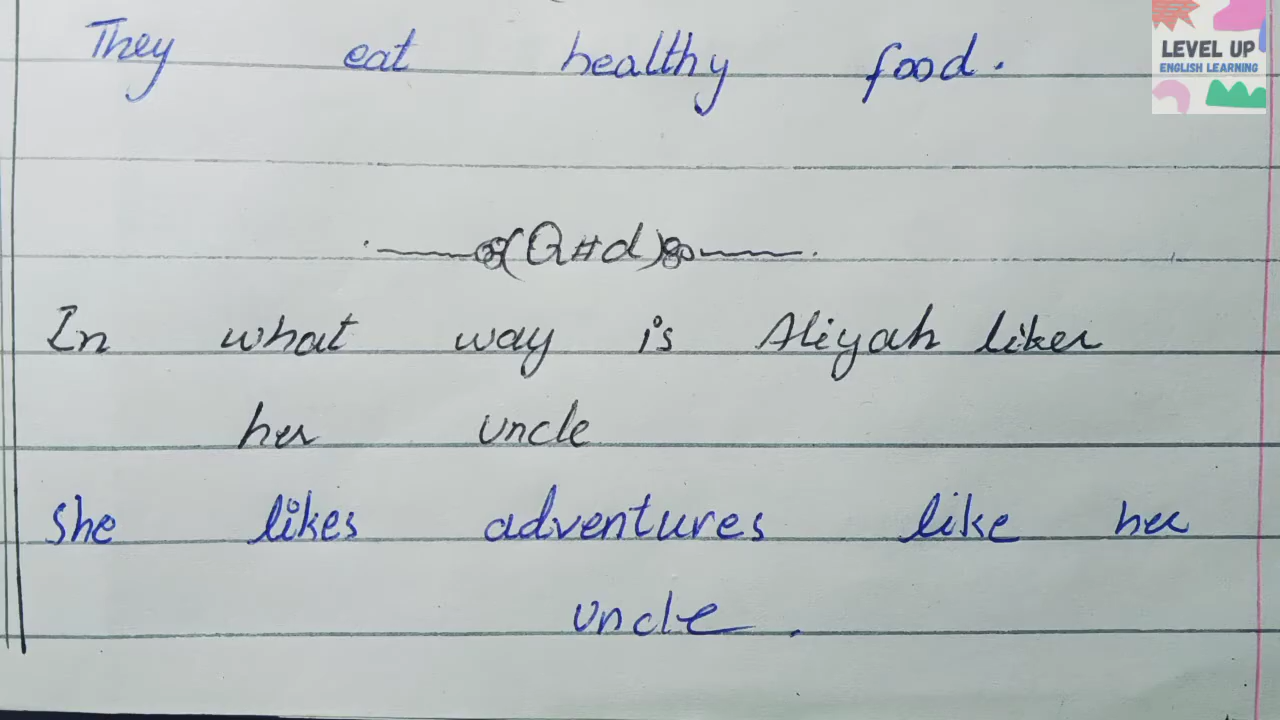 They eat healthy food.
LEVEL UP
ENGLISH LEARNING
(Q#d)
In what way is Aliyah liker
her uncle
She likes adventures like her
uncle.